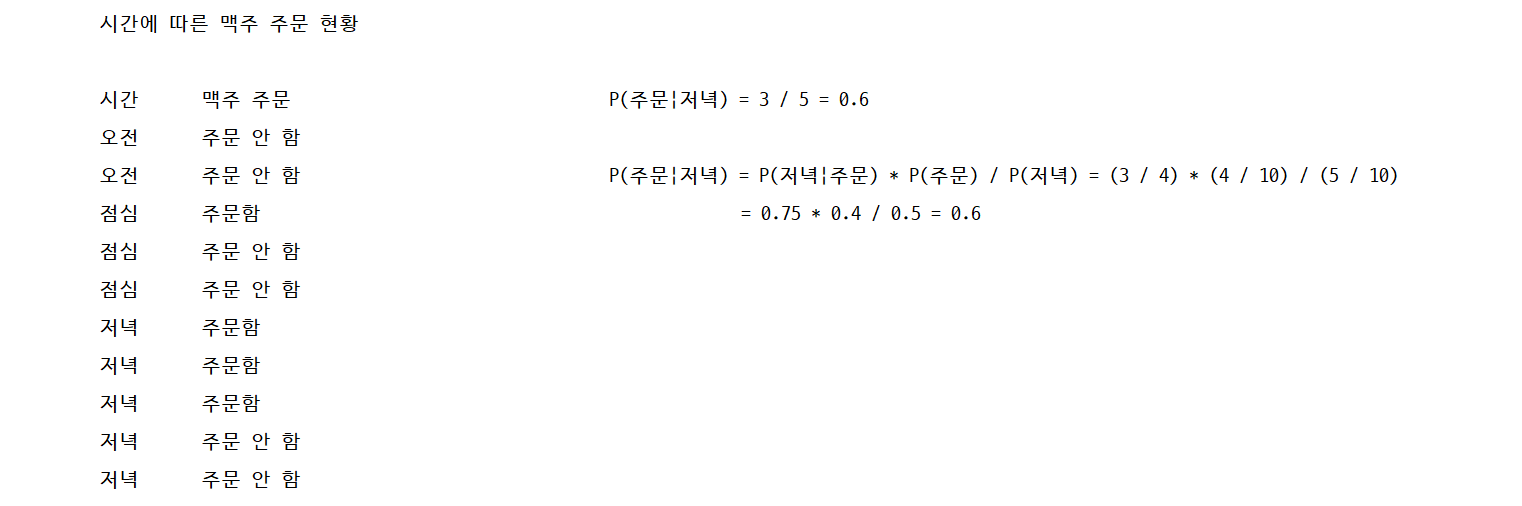 시간에 따른 맥주 주문 현황
시간 맥주 주문 P(주문¦저녁) = 3 / 5 = 0.6
오전 주문 안 함
오전 주문 안 함 P(주문¦저녁) = P(저녁¦주문) * P(주문) / P(저녁) = (3 / 4) * (4 / 10) / (5 / 10)
점심 주문함 = 0.75 * 0.4 / 0.5 = 0.6
점심 주문 안 함
점심 주문 안 함
저녁 주문함
저녁 주문함
저녁 주문함
저녁 주문 안 함
저녁 주문 안 함